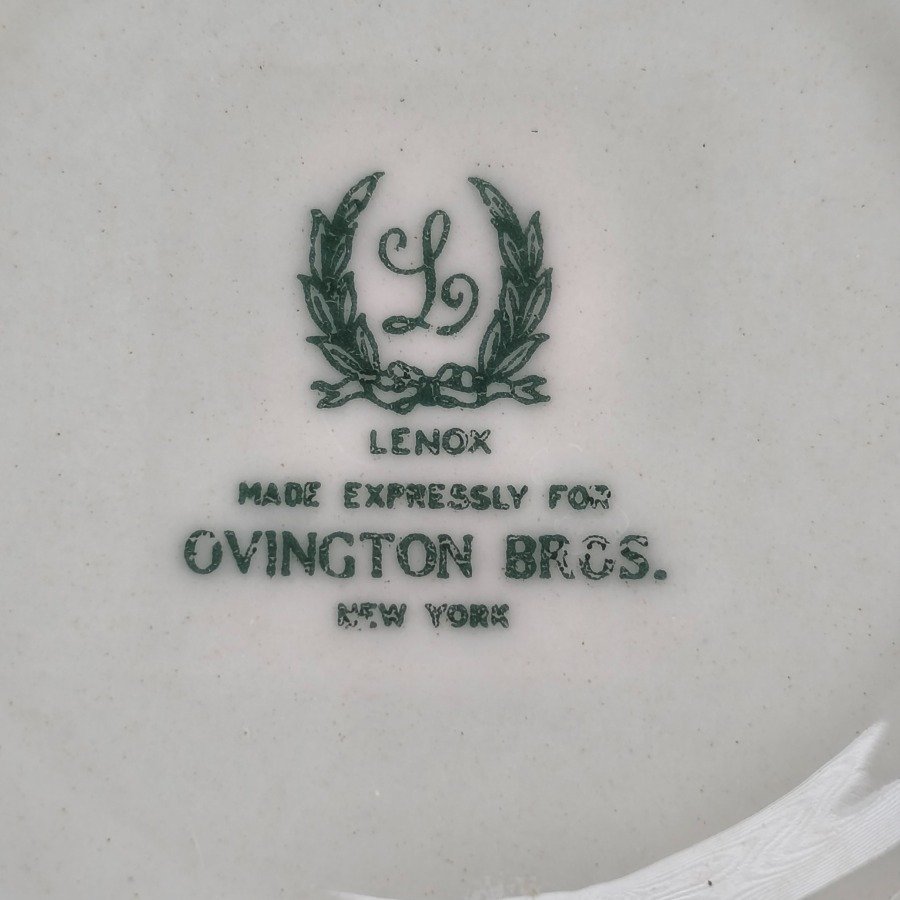 L
LENOX
MADE EXPRESSLY FOR
OVINGTON BROS.
NEW YORK